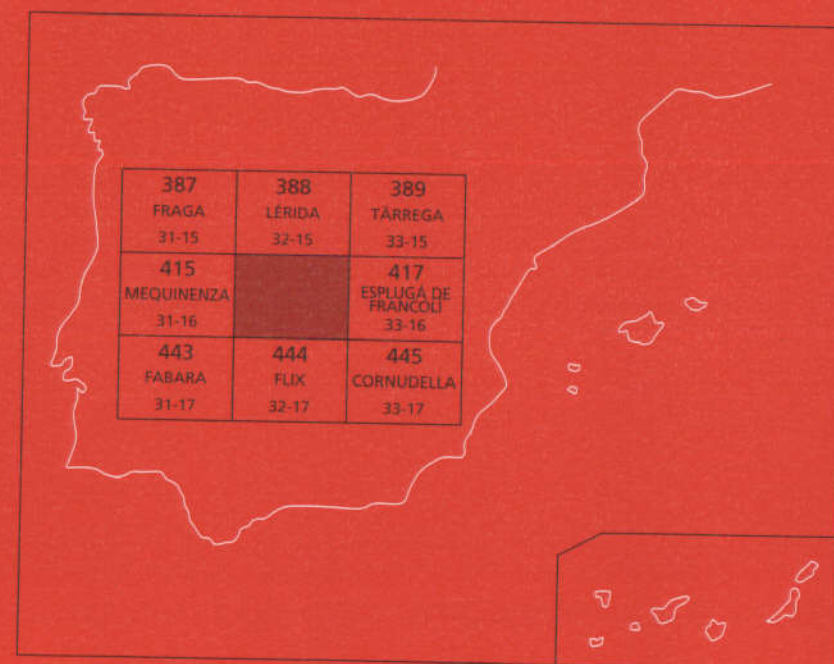 387
FRAGA
31-15
388
LÉRIDA
32-15
389
TÁRREGA
33-15
415
MEQUINENZA
31-16
417
ESPLUGA DE
FRANCOLÍ
33-16
443
FABARA
31-17
444
FLIX
32-17
445
CORNUDELLA
33-17